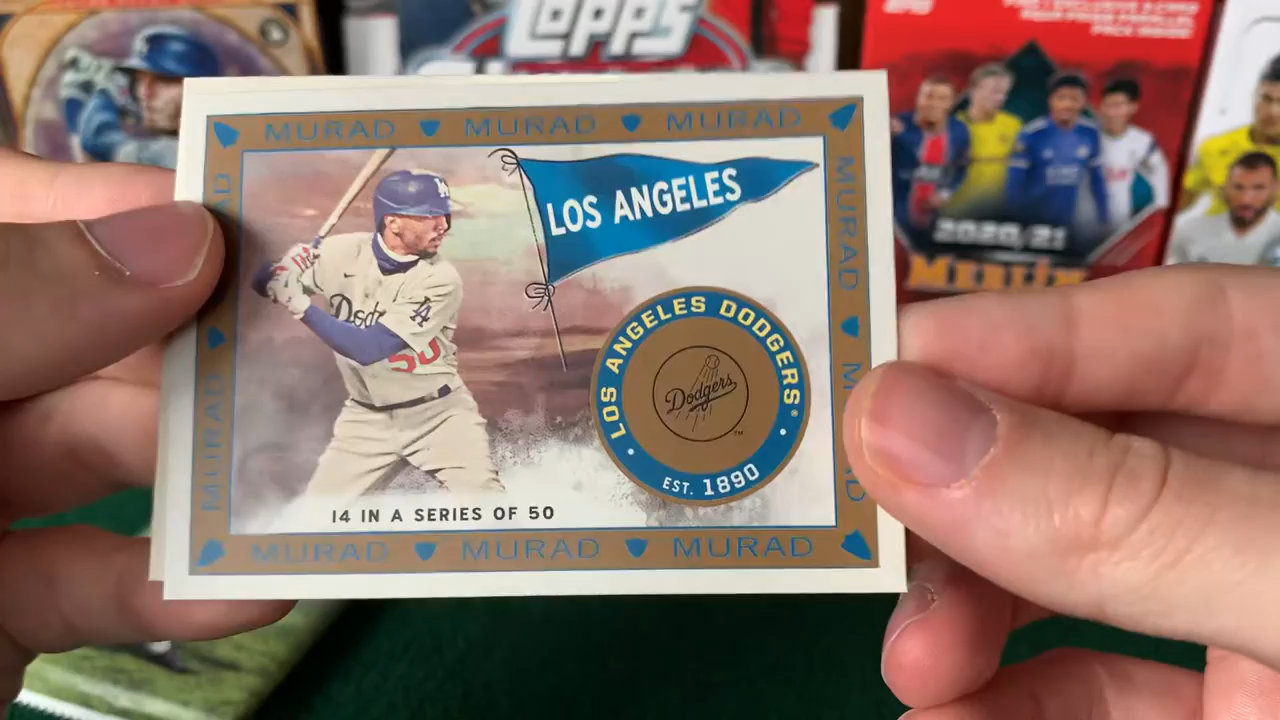 Topps
2020/21
MERLIN
MURAD MURAD MURAD
LOS ANGELES
MURAD
MURAD
LOS ANGELES DODGERS®
Dodgers
TM
EST. 1890
14 IN A SERIES OF 50
MURAD MURAD MURAD